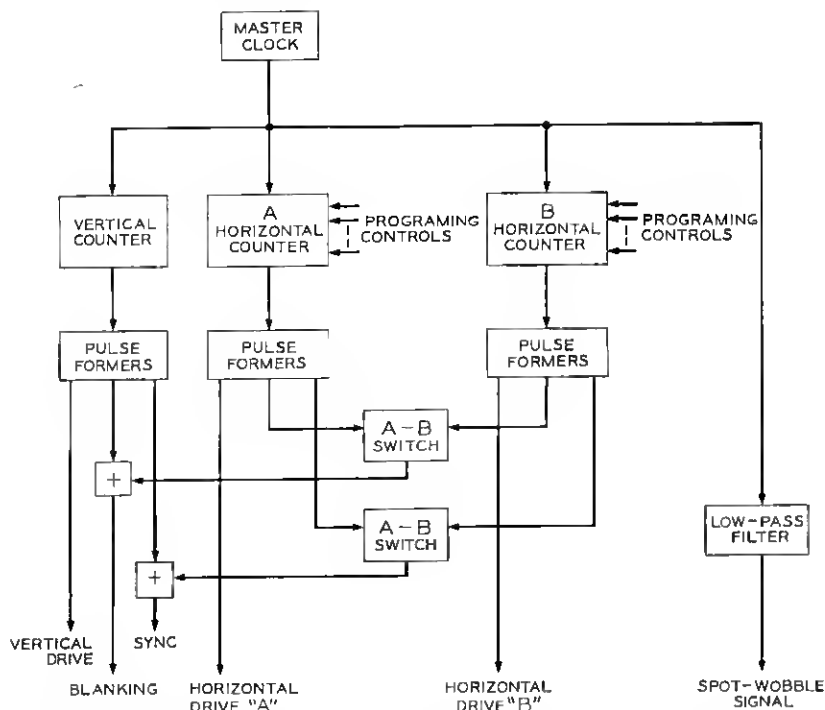 MASTER
CLOCK
VERTICAL
COUNTER
A
HORIZONTAL
COUNTER
PROGRAMING
CONTROLS
B
HORIZONTAL
COUNTER
PROGRAMING
CONTROLS
PULSE
FORMERS
PULSE
FORMERS
PULSE
FORMERS
A-B
SWITCH
+
A-B
SWITCH
LOW-PASS
FILTER
+
VERTICAL
DRIVE
SYNC
BLANKING
HORIZONTAL
DRIVE "A"
HORIZONTAL
DRIVE "B"
SPOT-WOBBLE
SIGNAL